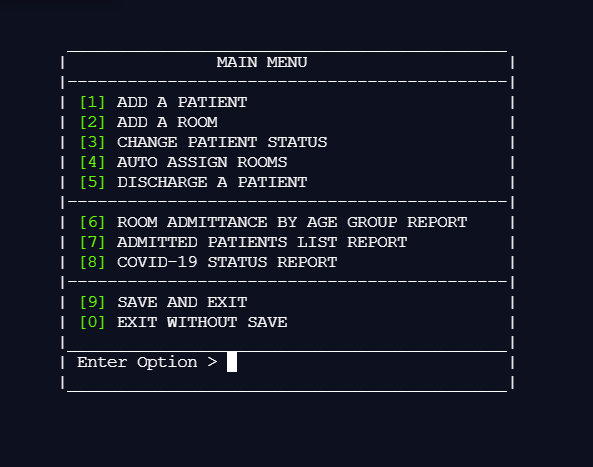 MAIN MENU
[1] ADD A PATIENT
[2] ADD A ROOM
[3] CHANGE PATIENT STATUS
[4] AUTO ASSIGN ROOMS
[5] DISCHARGE A PATIENT
[6] ROOM ADMITTANCE BY AGE GROUP REPORT
[7] ADMITTED PATIENTS LIST REPORT
[8] COVID-19 STATUS REPORT
[9] SAVE AND EXIT
[0] EXIT WITHOUT SAVE
Enter Option >